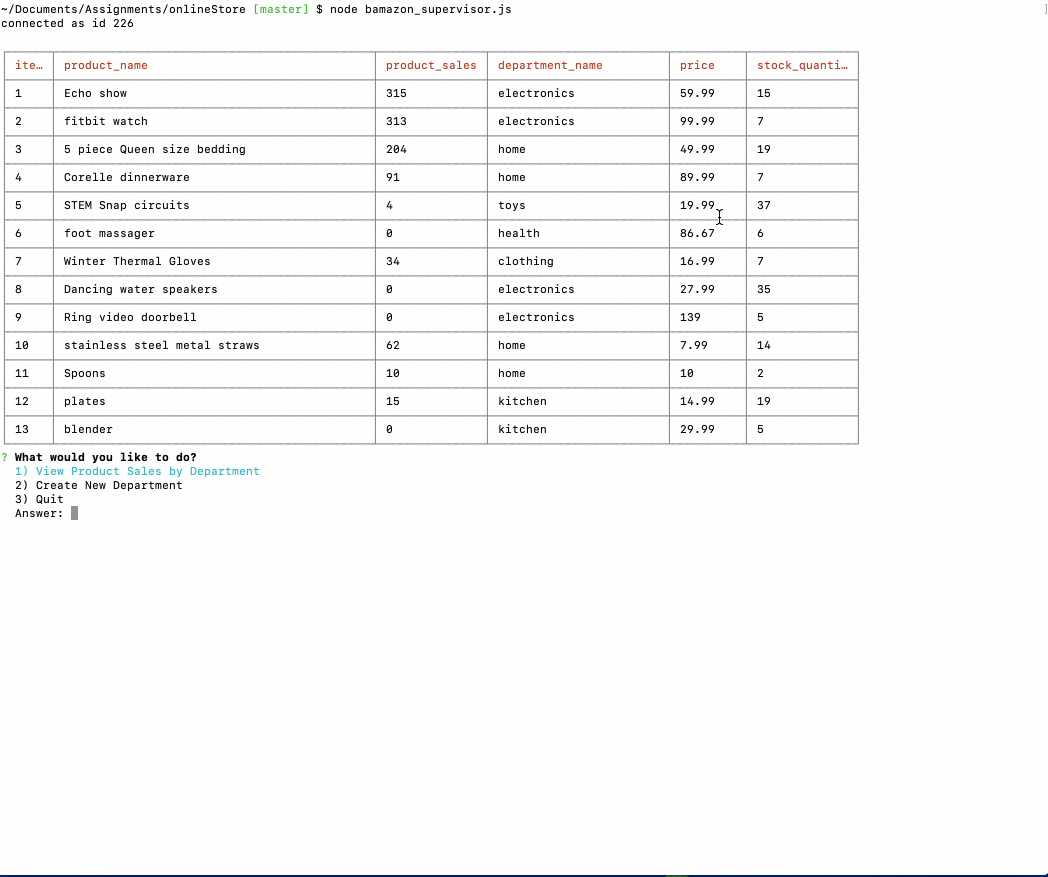 ~/Documents/Assignments/onlineStore [master] $ node bamazon_supervisor.js
connected as id 226
ite… product_name product_sales department_name price stock_quanti…
1 Echo show 315 electronics 59.99 15
2 fitbit watch 313 electronics 99.99 7
3 5 piece Queen size bedding 204 home 49.99 19
4 Corelle dinnerware 91 home 89.99 7
5 STEM Snap circuits 4 toys 19.99 37
6 foot massager 0 health 86.67 6
7 Winter Thermal Gloves 34 clothing 16.99 7
8 Dancing water speakers 0 electronics 27.99 35
9 Ring video doorbell 0 electronics 139 5
10 stainless steel metal straws 62 home 7.99 14
11 Spoons 10 home 10 2
12 plates 15 kitchen 14.99 19
13 blender 0 kitchen 29.99 5
? What would you like to do?
1) View Product Sales by Department
2) Create New Department
3) Quit
Answer: